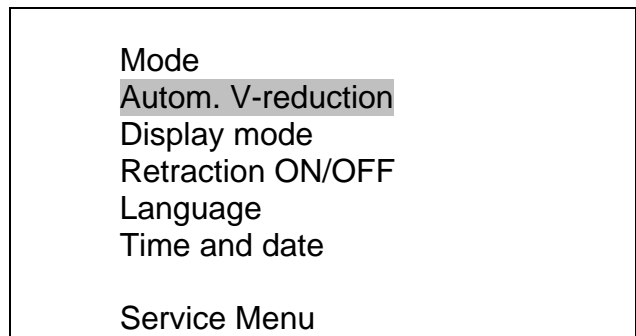 Mode
Autom. V-reduction
Display mode
Retraction ON/OFF
Language
Time and date
Service Menu